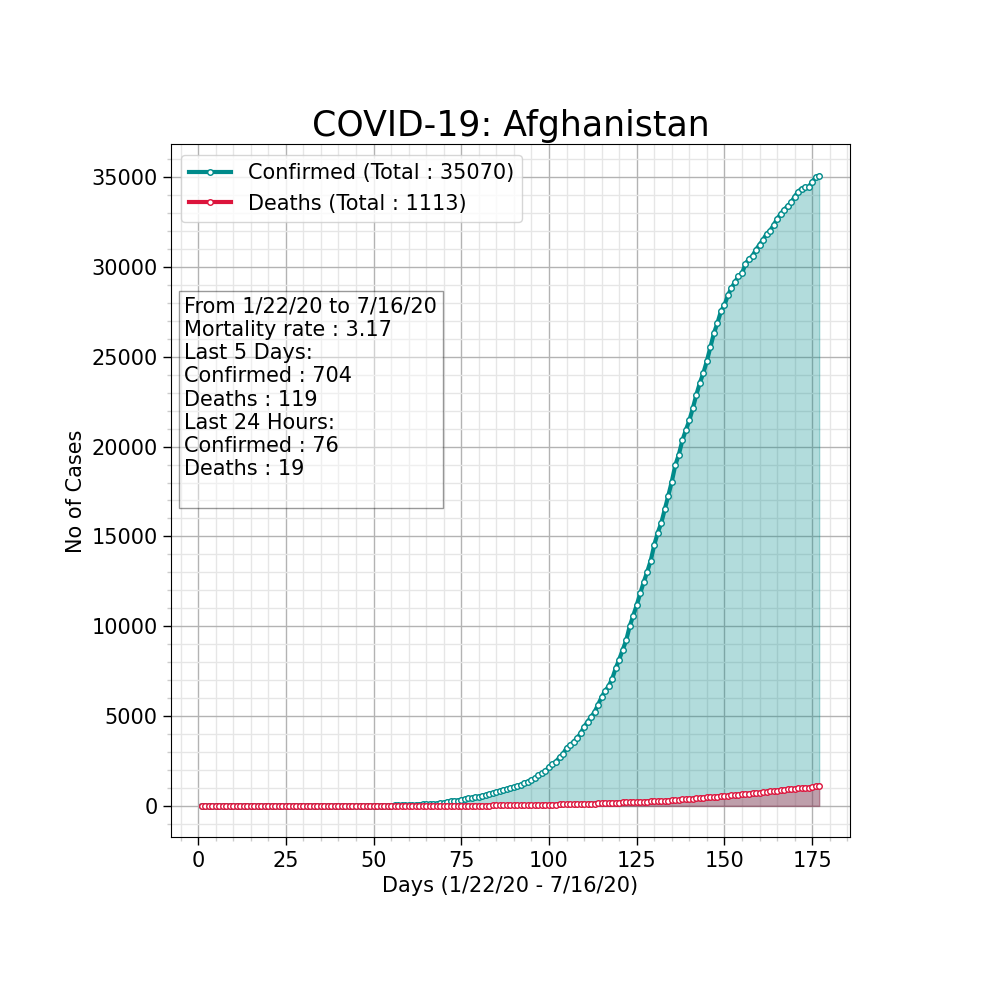 COVID-19: Afghanistan
Confirmed (Total : 35070)
Deaths (Total : 1113)
From 1/22/20 to 7/16/20
Mortality rate : 3.17
Last 5 Days:
Confirmed : 704
Deaths : 119
Last 24 Hours:
Confirmed : 76
Deaths : 19
No of Cases
35000
30000
25000
20000
15000
10000
5000
0
0 25 50 75 100 125 150 175
Days (1/22/20 - 7/16/20)